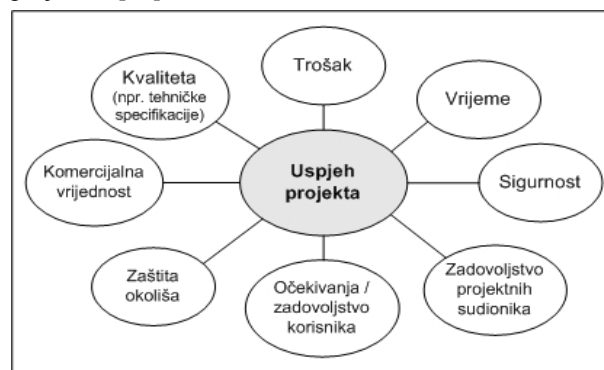 Trošak
Kvaliteta
(npr. tehničke
specifikacije)
Vrijeme
Komercijalna
vrijednost
Uspjeh
projekta
Sigurnost
Zaštita
okoliša
Očekivanja /
zadovoljstvo
korisnika
Zadovoljstvo
projektnih
sudionika